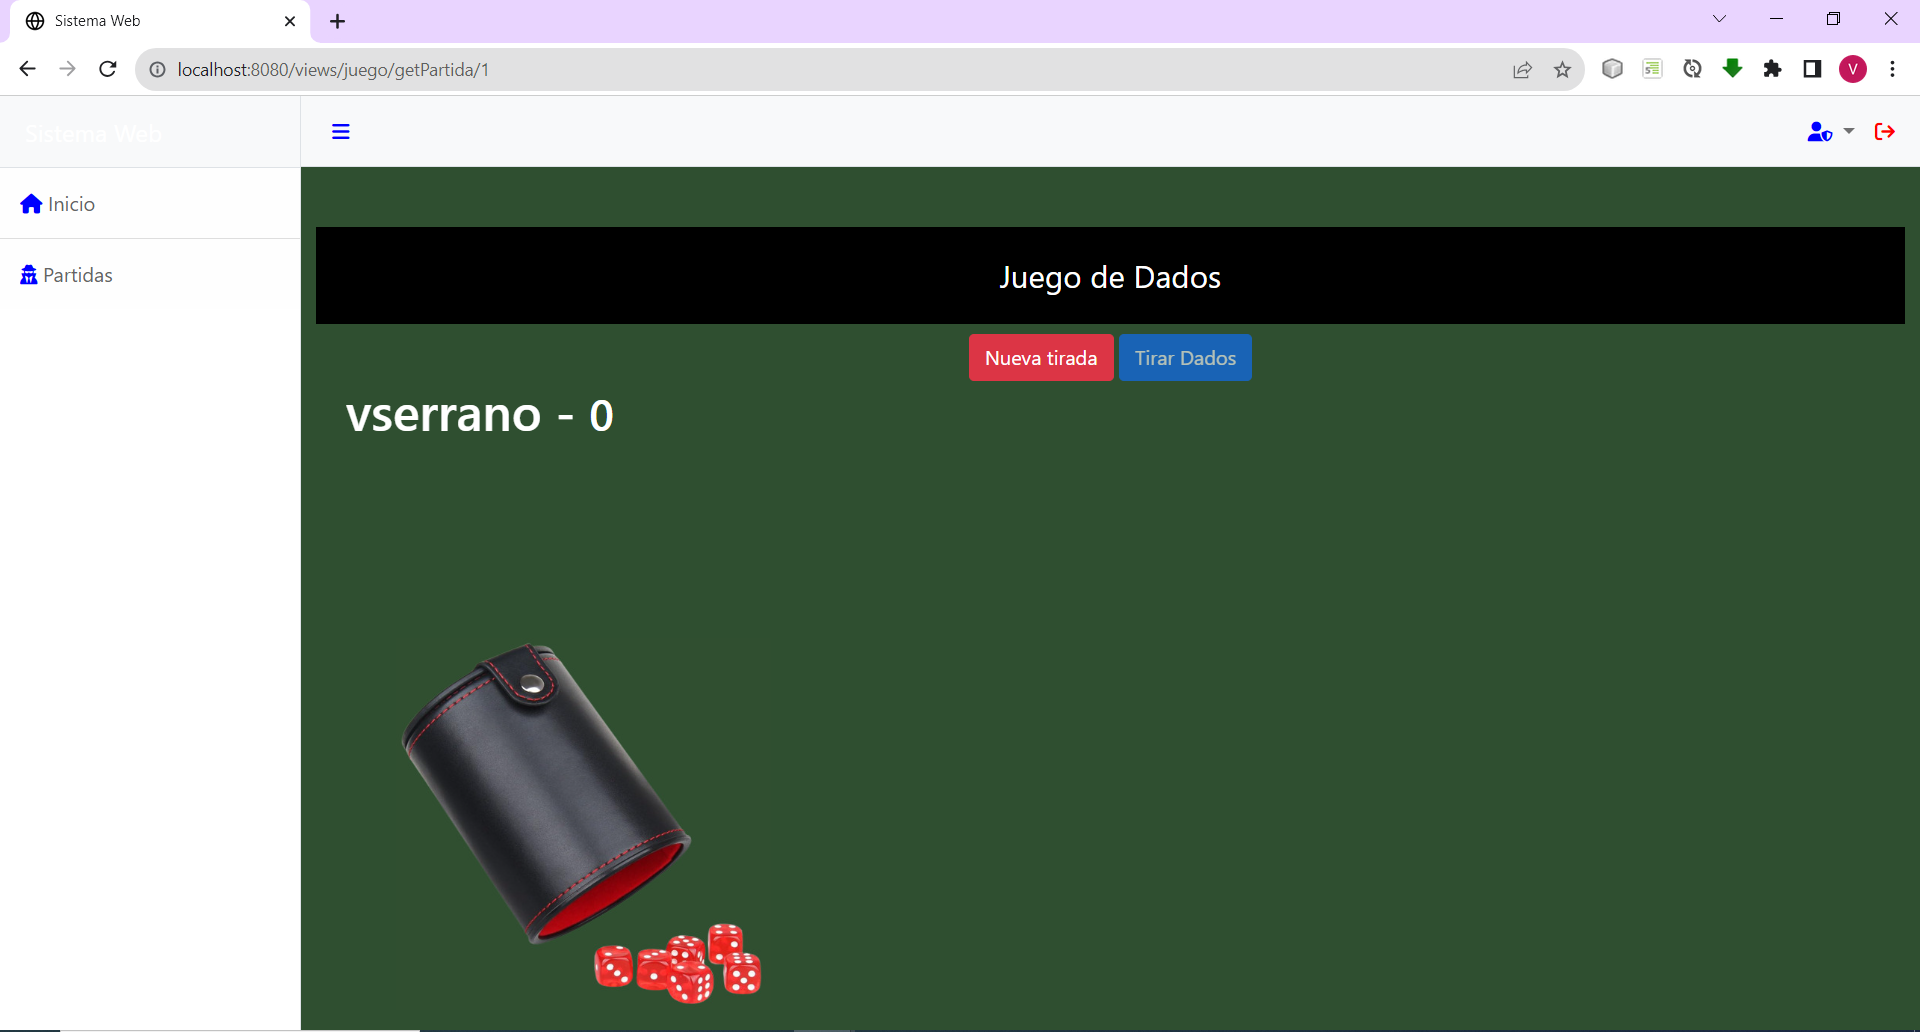 Sistema Web
localhost:8080/views/juego/getPartida/1
V
Sistema Web
Inicio
Partidas
Juego de Dados
Nueva tirada Tirar Dados
vserrano - 0